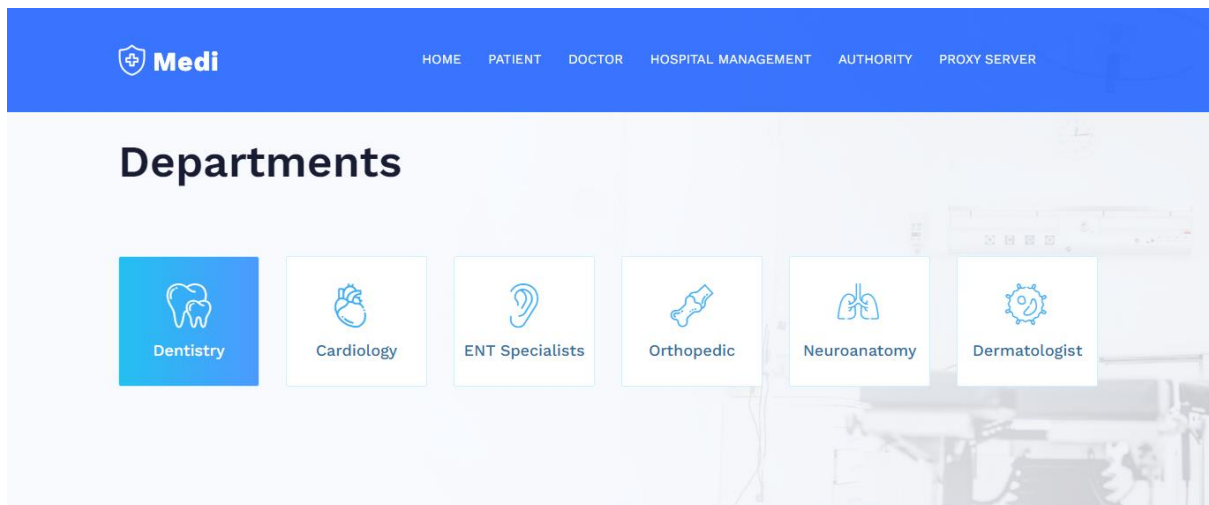 Medi
HOME PATIENT DOCTOR HOSPITAL MANAGEMENT AUTHORITY PROXY SERVER
Departments
Dentistry Cardiology ENT Specialists Orthopedic Neuroanatomy Dermatologist